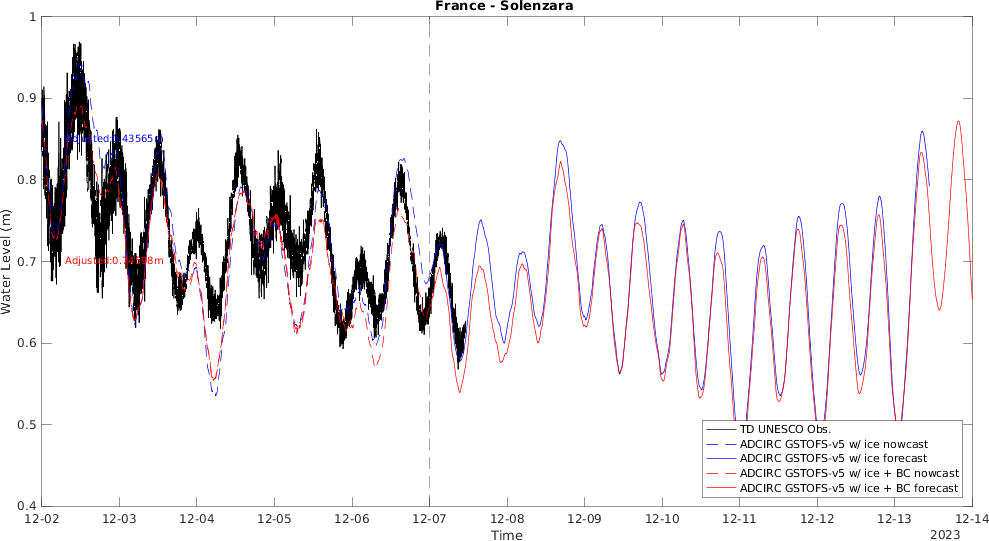 France - Solenzara
1
0.9
0.8
0.7
0.6
0.5
0.4
Water Level (m)
12-02
12-03
12-04
12-05
12-06
12-07
12-08
12-09
12-10
12-11
12-12
12-13
12-14
Time
2023
TD UNESCO Obs.
ADCIRC GSTOFS-v5 w/ ice nowcast
ADCIRC GSTOFS-v5 w/ ice forecast
ADCIRC GSTOFS-v5 w/ ice + BC nowcast
ADCIRC GSTOFS-v5 w/ ice + BC forecast